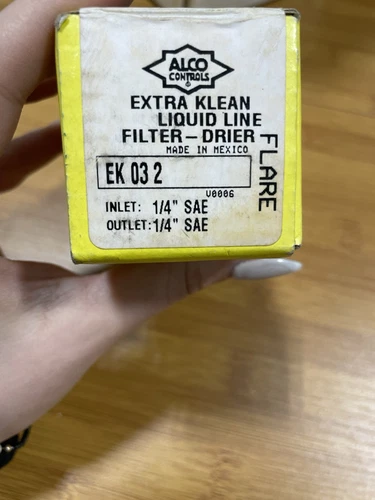 ALCO
CONTROLS
®
EXTRA KLEAN
LIQUID LINE
FILTER-DRIER
MADE IN MEXICO
FLARE
EK 03 2
V0006
INLET: 1/4" SAE
OUTLET: 1/4" SAE